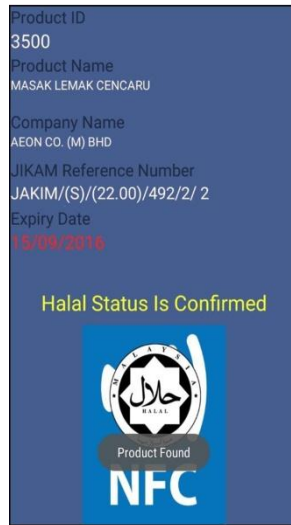 Product ID
3500
Product Name
MASAK LEMAK CENCARU
Company Name
AEON CO. (M) BHD
JIKAM Reference Number
JAKIM/(S)/(22.00)/492/2/ 2
Expiry Date
15/09/2016
Halal Status Is Confirmed
MALAYSIA
حلال
HALAL
Product Found
NFC